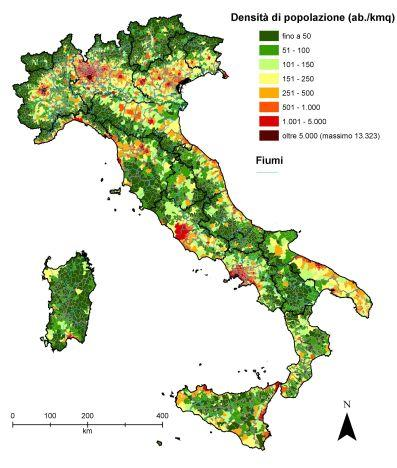 Densità di popolazione (ab./kmq)
fino a 50
51 - 100
101 - 150
151 - 250
251 - 500
501 - 1.000
1.001 - 5.000
oltre 5.000 (massimo 13.323)
Fiumi
N
0 100 200 400
km